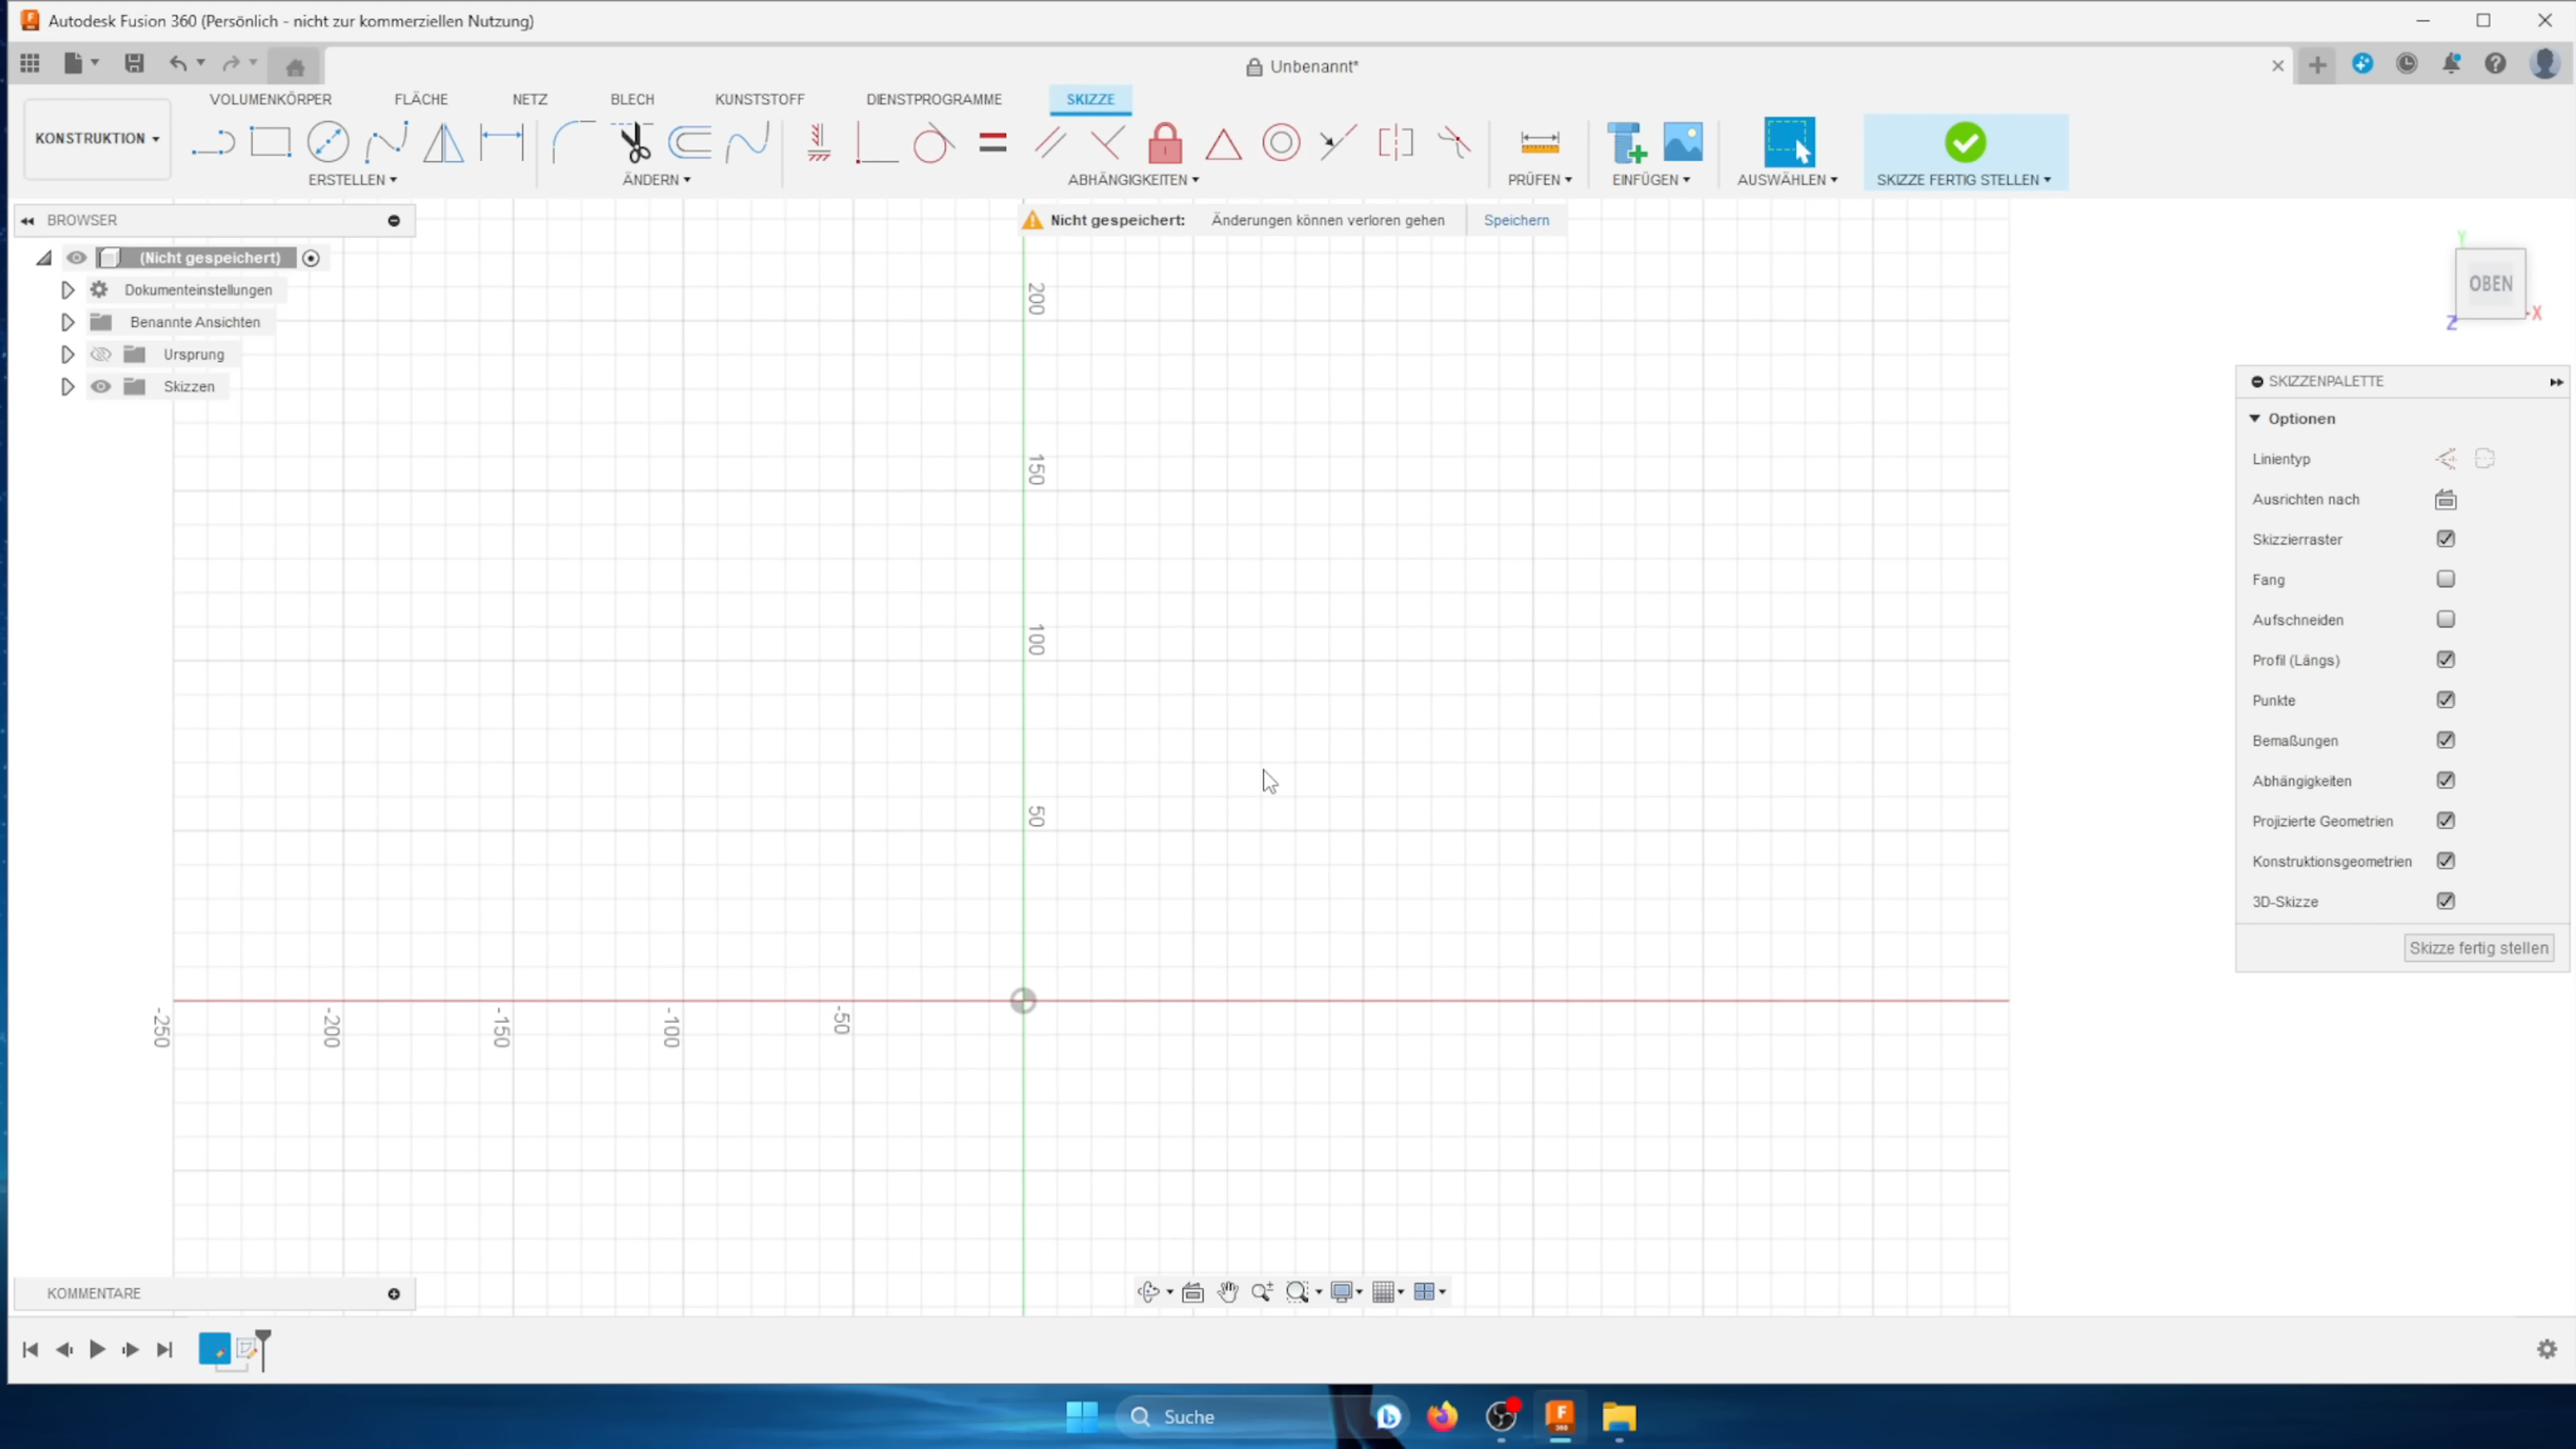 Autodesk Fusion 360 (Persönlich - nicht zur kommerziellen Nutzung)
Unbenannt*
VOLUMENKÖRPER FLÄCHE NETZ BLECH KUNSTSTOFF DIENSTPROGRAMME SKIZZE
KONSTRUKTION
ERSTELLEN ÄNDERN ABHÄNGIGKEITEN PRÜFEN EINFÜGEN AUSWÄHLEN SKIZZE FERTIG STELLEN
BROWSER
Nicht gespeichert: Änderungen können verloren gehen Speichern
(Nicht gespeichert)
Dokumenteinstellungen
Benannte Ansichten
Ursprung
Skizzen
Y
OBEN
Z
X
200
150
100
50
-250
-200
-150
-100
-50
SKIZZENPALETTE
Optionen
Linientyp
Ausrichten nach
Skizzierraster
Fang
Aufschneiden
Profil (Längs)
Punkte
Bemaßungen
Abhängigkeiten
Projizierte Geometrien
Konstruktionsgeometrien
3D-Skizze
Skizze fertig stellen
KOMMENTARE
Suche